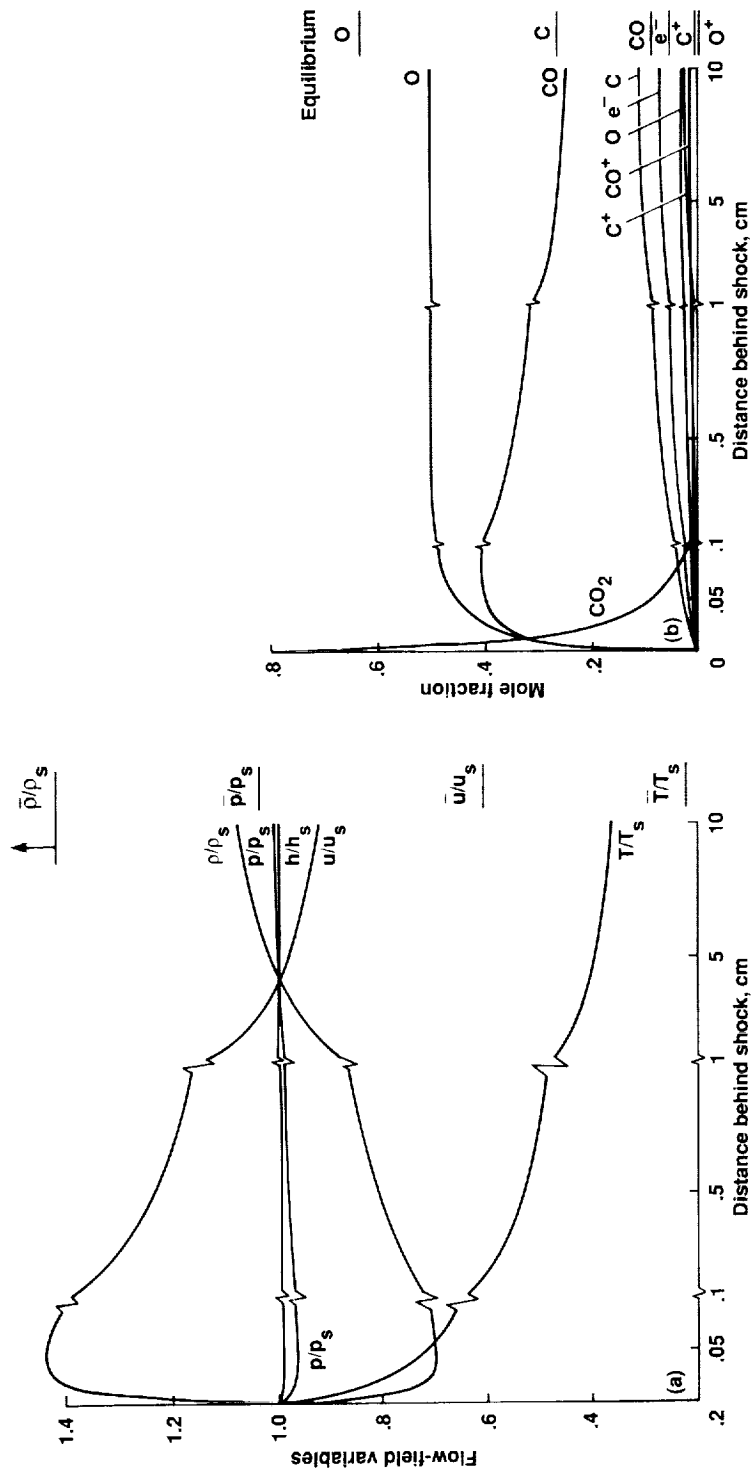 Flow-field variables
1.4
1.2
1.0
.8
.6
.4
.2
.05
.1
.5
1
5
10
Distance behind shock, cm
(a)
p/ps
ρ/ρs
p/ps
h/hs
u/us
T/Ts
ρ̄/ρs
p̄/ps
ū/us
T̄/Ts
Mole fraction
.8
.6
.4
.2
0
.05
.1
.5
1
5
10
Distance behind shock, cm
(b)
CO2
O
CO
C+ CO+ O e− C
Equilibrium
O
C
CO
e−
C+
O+